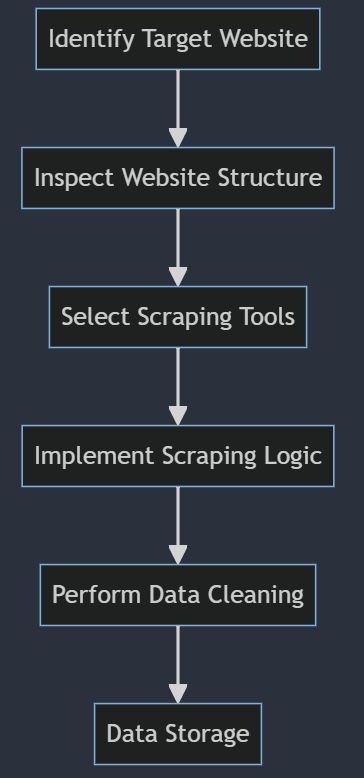 Identify Target Website
Inspect Website Structure
Select Scraping Tools
Implement Scraping Logic
Perform Data Cleaning
Data Storage